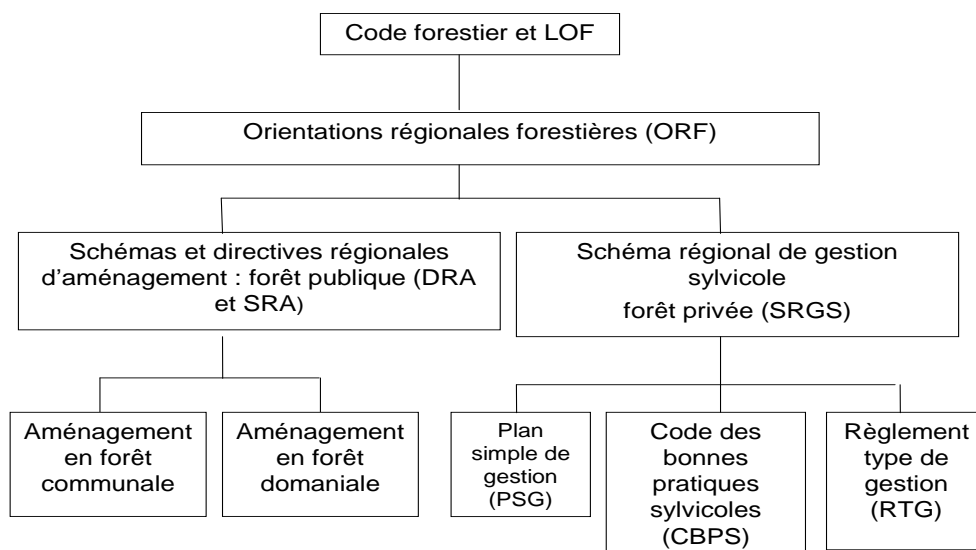 Code forestier et LOF
Orientations régionales forestières (ORF)
Schémas et directives régionales
d'aménagement : forêt publique (DRA
et SRA)
Schéma régional de gestion
sylvicole
forêt privée (SRGS)
Aménagement
en forêt
communale
Aménagement
en forêt
domaniale
Plan
simple de
gestion
(PSG)
Code des
bonnes
pratiques
sylvicoles
(CBPS)
Règlement
type de
gestion
(RTG)